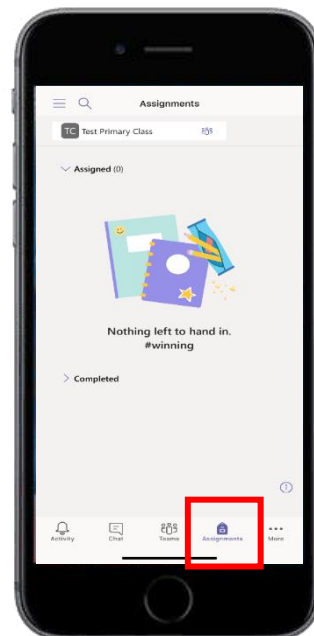 Assignments
TC Test Primary Class
Assigned (0)
Nothing left to hand in.
#winning
Completed
Activity Chat Teams Assignments More